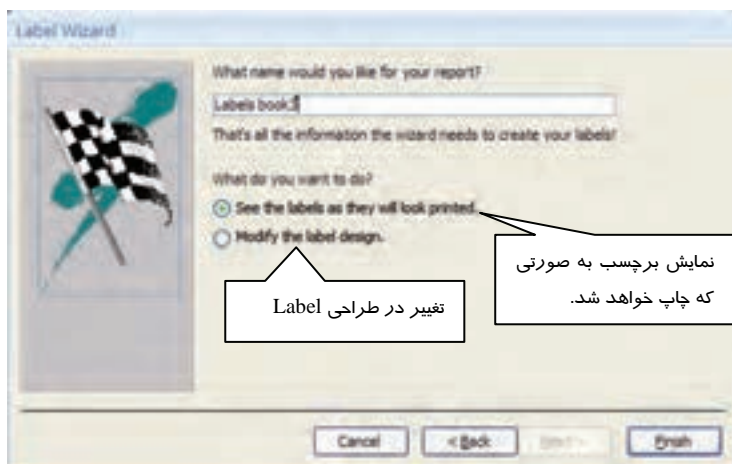 Label Wizard
What name would you like for your report?
Labels book
That's all the information the wizard needs to create your labels!
What do you want to do?
See the labels as they will look printed.
Modify the label design.
نمایش برچسب به صورتی
که چاپ خواهد شد.
تغییر در طراحی Label
Cancel
< Back
Next >
Finish